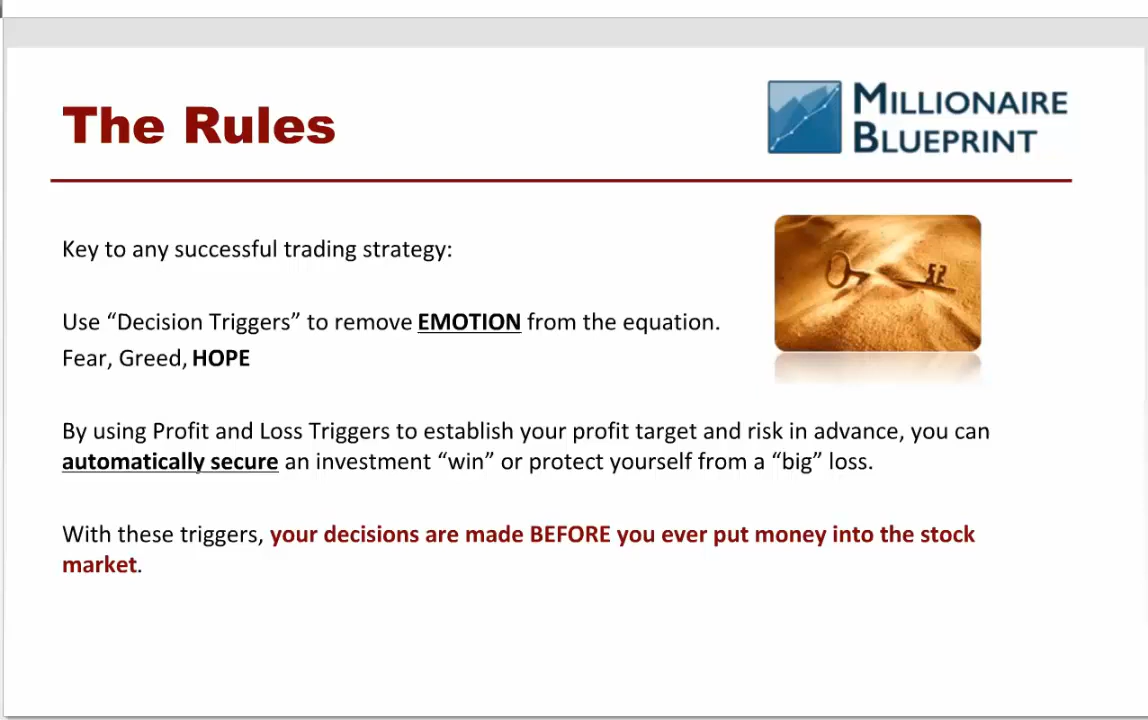 The Rules
MILLIONAIRE
BLUEPRINT
Key to any successful trading strategy:
Use “Decision Triggers” to remove EMOTION from the equation.
Fear, Greed, HOPE
By using Profit and Loss Triggers to establish your profit target and risk in advance, you can
automatically secure an investment “win” or protect yourself from a “big” loss.
With these triggers, your decisions are made BEFORE you ever put money into the stock
market.